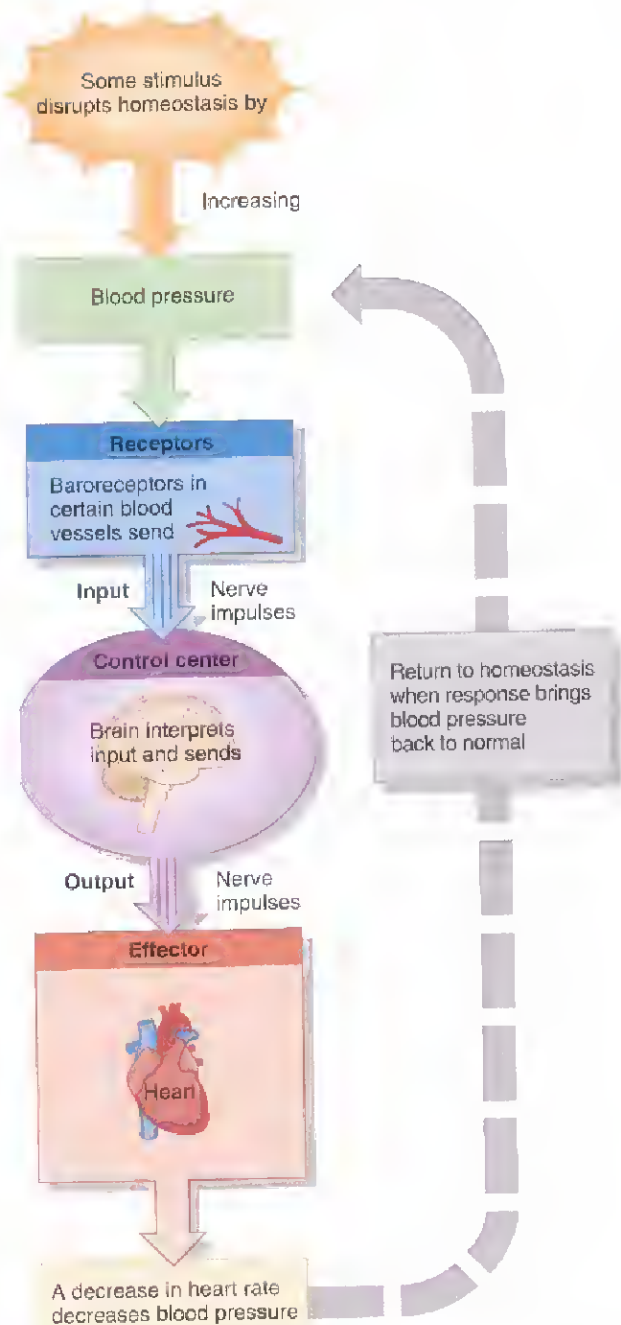 Some stimulus
disrupts homeostasis by
Increasing
Blood pressure
Receptors
Baroreceptors in
certain blood
vessels send
Input
Nerve
impulses
Control center
Brain interprets
input and sends
Output
Nerve
impulses
Effector
Heart
A decrease in heart rate
decreases blood pressure
Return to homeostasis
when response brings
blood pressure
back to normal